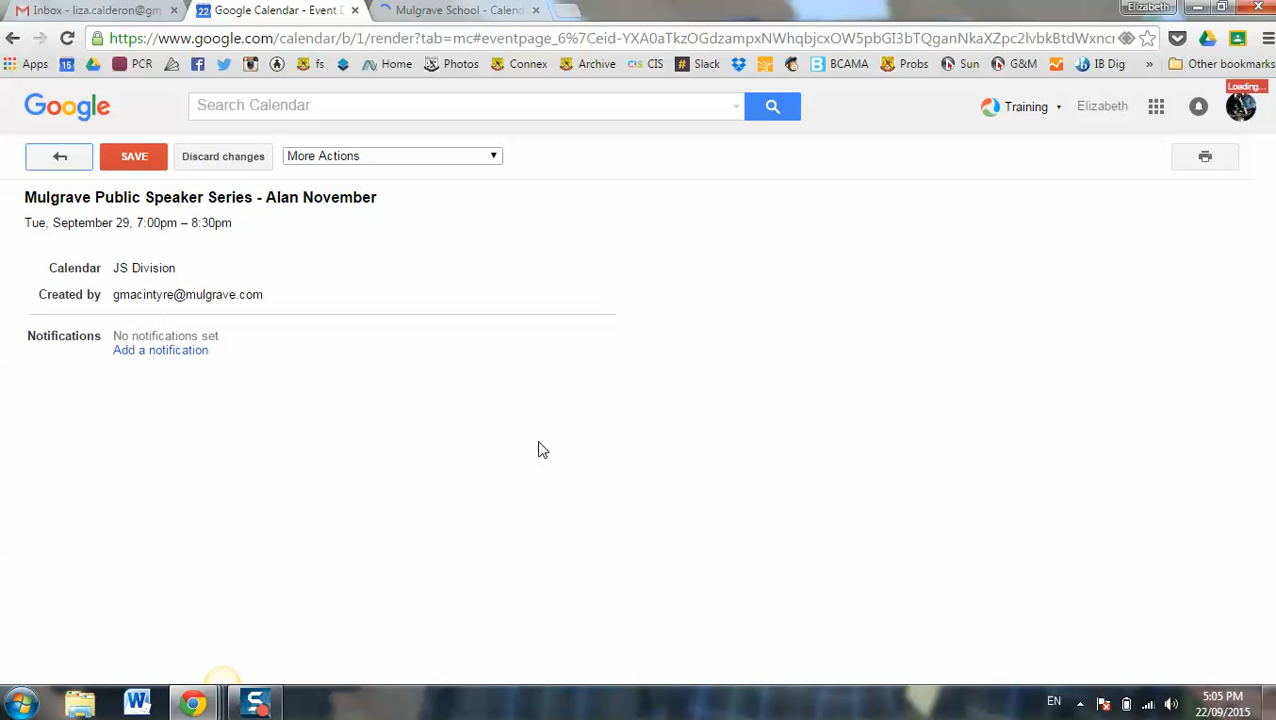 Elizabeth
Inbox - liza.calderon@gm
Google Calendar - Event D
Mulgrave School - Calend
https://www.google.com/calendar/b/1/render?tab=mc#eventpage_6%7Ceid-YXA0aTkzOGdzampxNWhqbjcxOW5pbGI3bTQganNkaXZpc2lvbkBtdWxncr
Apps
PCR
fs
Home
Photos
Connex
Archive
CIS CIS
Slack
BCAMA
Probs
Sun
G&M
IB Dig
»
Other bookmarks
Loading...
Google
Search Calendar
Training
Elizabeth
SAVE
Discard changes
More Actions
Mulgrave Public Speaker Series - Alan November
Tue, September 29, 7:00pm – 8:30pm
Calendar JS Division
Created by gmacintyre@mulgrave.com
Notifications No notifications set
Add a notification
EN
5:05 PM
22/09/2015